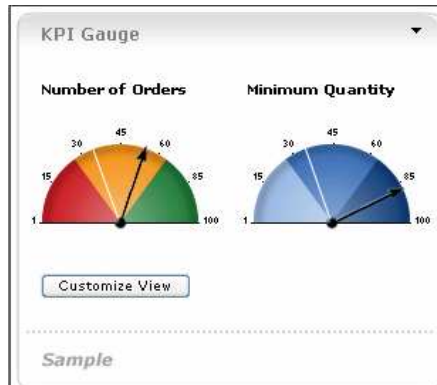 KPI Gauge
Number of Orders
Minimum Quantity
1 15 30 45 60 85 100
1 15 30 45 60 85 100
Customize View
Sample